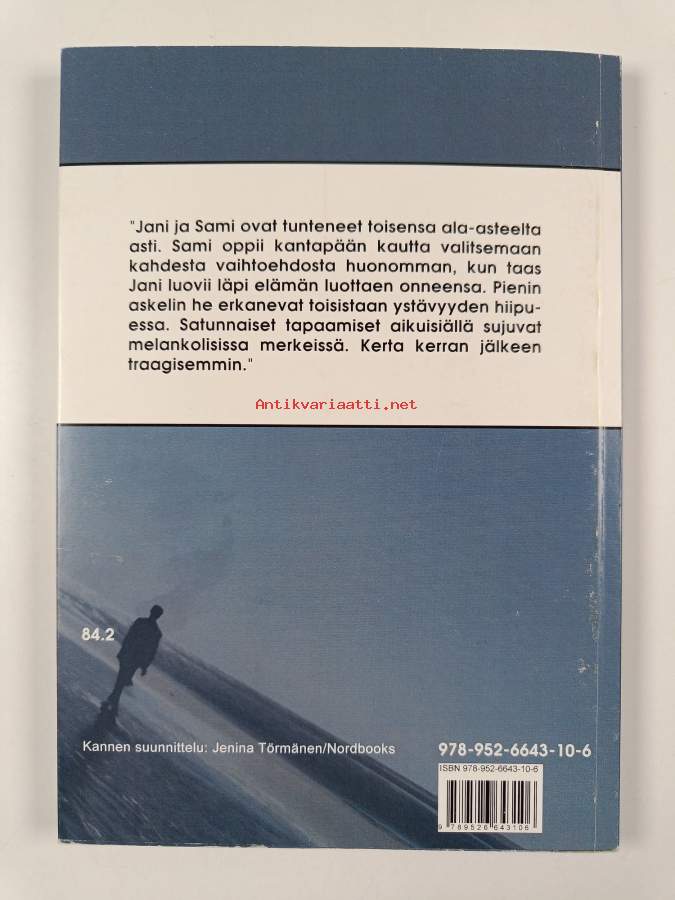 "Jani ja Sami ovat tunteneet toisensa ala-asteelta
asti. Sami oppii kantapään kautta valitsemaan
kahdesta vaihtoehdosta huonomman, kun taas
Jani luovii läpi elämän luottaen onneensa. Pienin
askelin he erkanevat toisistaan ystävyyden hiipu-
essa. Satunnaiset tapaamiset aikuisiällä sujuvat
melankolisissa merkeissä. Kerta kerran jälkeen
traagisemmin."
Antikvariaatti.net
84.2
Kannen suunnittelu: Jenina Törmänen/Nordbooks
978-952-6643-10-6
ISBN 978-952-6643-10-6
9 789526 643106